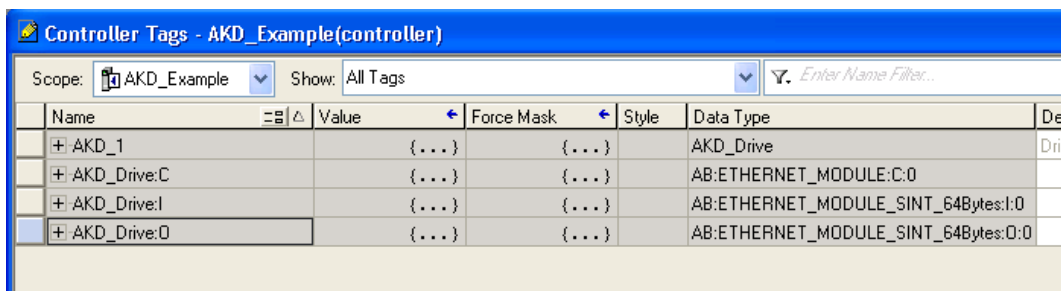 Controller Tags - AKD_Example(controller)
Scope: AKD_Example Show: All Tags Enter Name Filter...
Name Value Force Mask Style Data Type De
AKD_1 {...} {...} AKD_Drive Dri
AKD_Drive:C {...} {...} AB:ETHERNET_MODULE:C:0
AKD_Drive:I {...} {...} AB:ETHERNET_MODULE_SINT_64Bytes:I:0
AKD_Drive:O {...} {...} AB:ETHERNET_MODULE_SINT_64Bytes:O:0